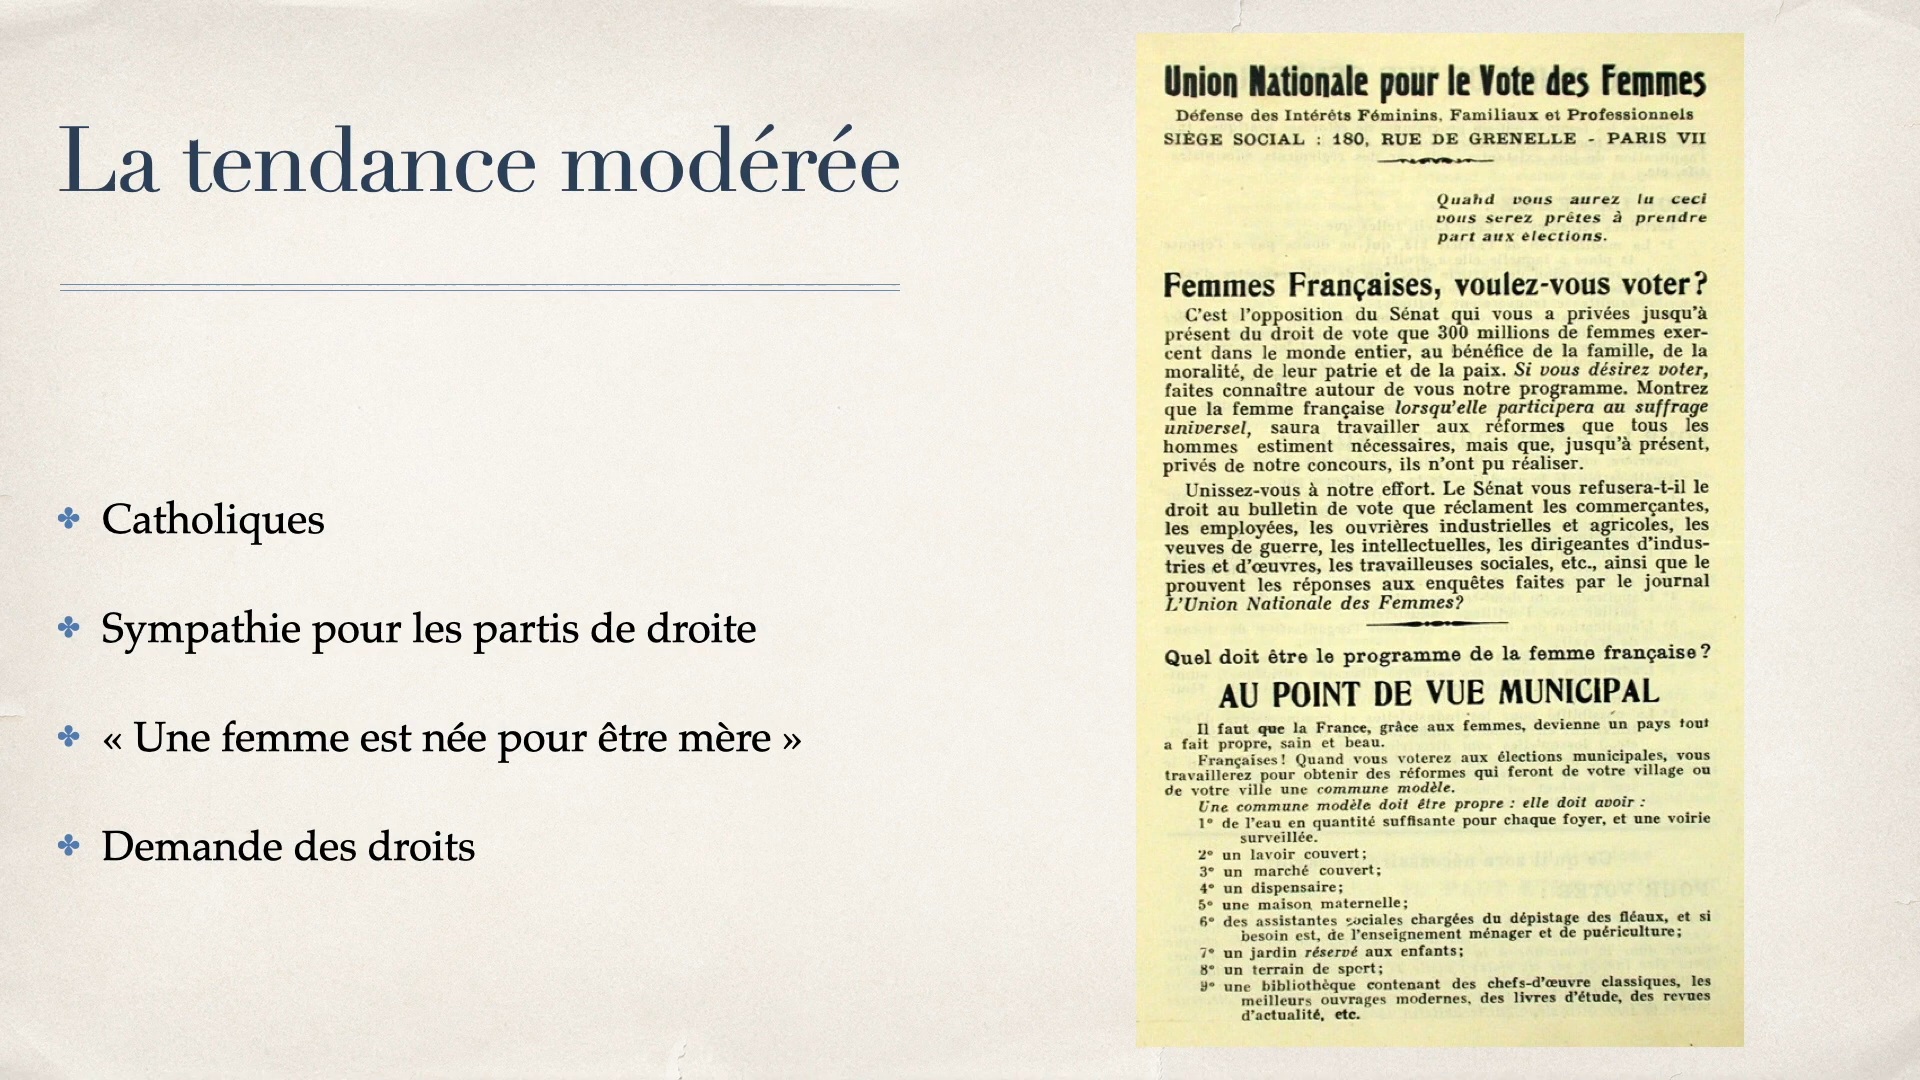 La tendance modérée
Catholiques
Sympathie pour les partis de droite
« Une femme est née pour être mère »
Demande des droits
Union Nationale pour le Vote des Femmes
Défense des Intérêts Féminins, Familiaux et Professionnels
SIÈGE SOCIAL : 180, RUE DE GRENELLE - PARIS VII
Quand vous aurez lu ceci
vous serez prêtes à prendre
part aux élections.
Femmes Françaises, voulez-vous voter ?
C'est l'opposition du Sénat qui vous a privées jusqu'à
présent du droit de vote que 300 millions de femmes exer-
cent dans le monde entier, au bénéfice de la famille, de la
moralité, de leur patrie et de la paix. Si vous désirez voter,
faites connaître autour de vous notre programme. Montrez
que la femme française lorsqu'elle participera au suffrage
universel, saura travailler aux réformes que tous les
hommes estiment nécessaires, mais que, jusqu'à présent,
privés de notre concours, ils n'ont pu réaliser.
Unissez-vous à notre effort. Le Sénat vous refusera-t-il le
droit au bulletin de vote que réclament les commerçantes,
les employées, les ouvrières industrielles et agricoles, les
veuves de guerre, les intellectuelles, les dirigeantes d'indus-
tries et d'œuvres, les travailleuses sociales, etc., ainsi que le
prouvent les réponses aux enquêtes faites par le journal
L'Union Nationale des Femmes?
Quel doit être le programme de la femme française ?
AU POINT DE VUE MUNICIPAL
Il faut que la France, grâce aux femmes, devienne un pays tout
a fait propre, sain et beau.
Françaises ! Quand vous voterez aux élections municipales, vous
travaillerez pour obtenir des réformes qui feront de votre village ou
de votre ville une commune modèle.
Une commune modèle doit être propre : elle doit avoir :
1° de l'eau en quantité suffisante pour chaque foyer, et une voirie
surveillée.
2° un lavoir couvert ;
3° un marché couvert ;
4° un dispensaire ;
5° une maison maternelle ;
6° des assistantes sociales chargées du dépistage des fléaux, et si
besoin est, de l'enseignement ménager et de puériculture ;
7° un jardin réservé aux enfants ;
8° un terrain de sport ;
9° une bibliothèque contenant des chefs-d'œuvre classiques, les
meilleurs ouvrages modernes, des livres d'étude, des revues
d'actualité, etc.